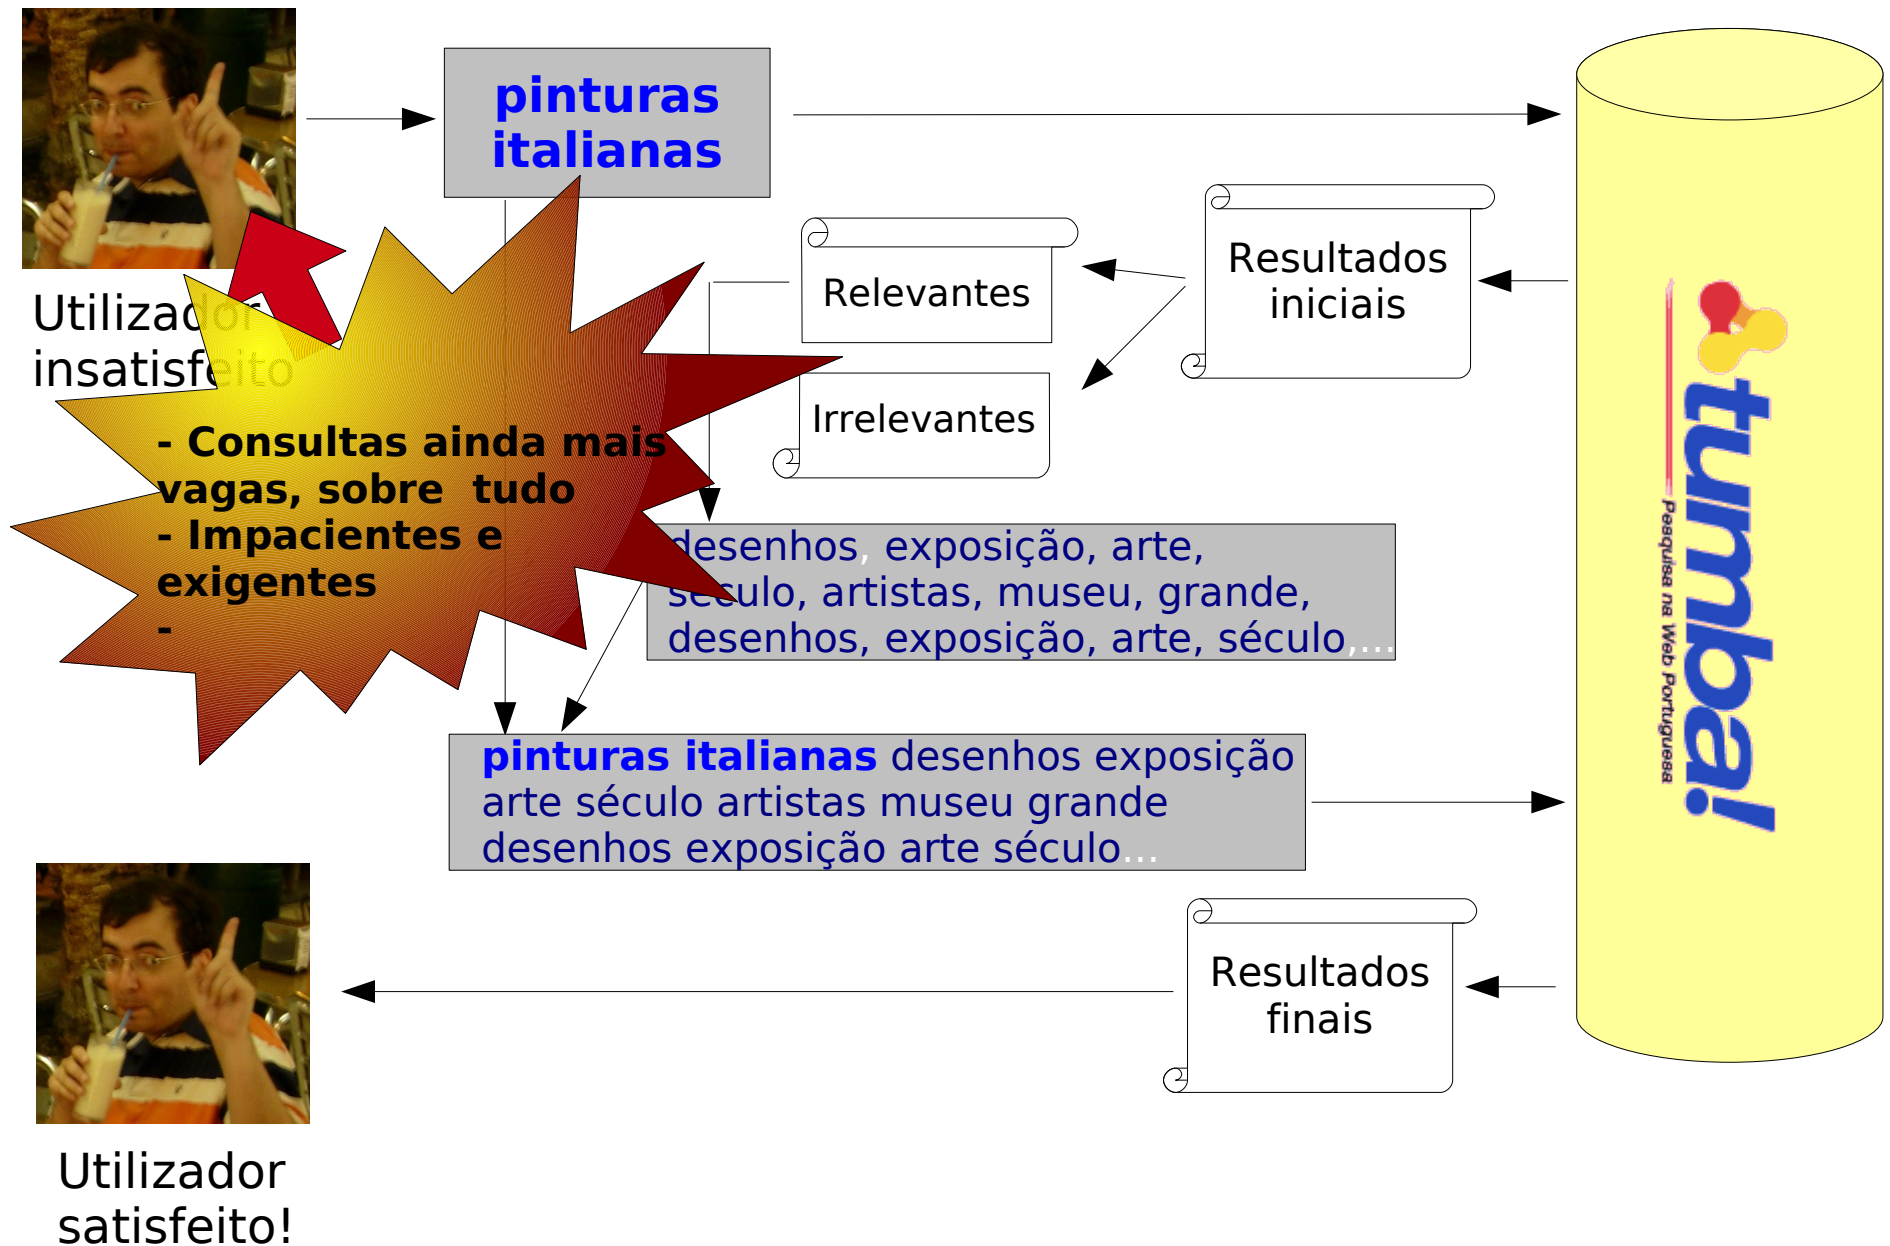 pinturas
italianas
Resultados
iniciais
Relevantes
Irrelevantes
Utilizador
insatisfeito
- Consultas ainda mais
vagas, sobre  tudo
- Impacientes e
exigentes
-
desenhos, exposição, arte,
século, artistas, museu, grande,
desenhos, exposição, arte, século,...
pinturas italianas desenhos exposição
arte século artistas museu grande
desenhos exposição arte século...
Resultados
finais
Utilizador
satisfeito!
tumba!
Pesquisa na Web Portuguesa